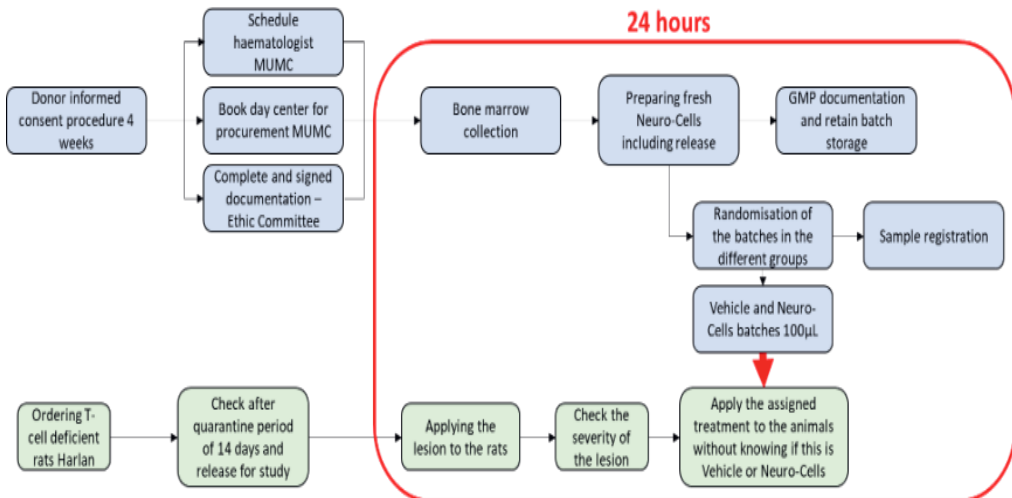 24 hours
Schedule
haematologist
MUMC
Donor informed
consent procedure 4
weeks
Book day center for
procurement MUMC
Complete and signed
documentation –
Ethic Committee
Bone marrow
collection
Preparing fresh
Neuro-Cells
including release
GMP documentation
and retain batch
storage
Randomisation of
the batches in the
different groups
Sample registration
Vehicle and Neuro-
Cells batches 100µL
Ordering T-
cell deficient
rats Harlan
Check after
quarantine period
of 14 days and
release for study
Applying the
lesion to the rats
Check the
severity of
the lesion
Apply the assigned
treatment to the animals
without knowing if this is
Vehicle or Neuro-Cells